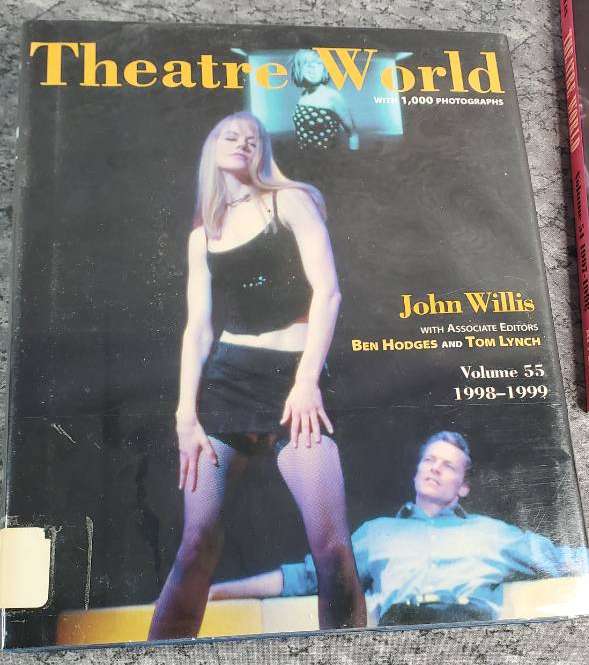 Theatre World
WITH 1,000 PHOTOGRAPHS
John Willis
WITH ASSOCIATE EDITORS
BEN HODGES AND TOM LYNCH
Volume 55
1998–1999